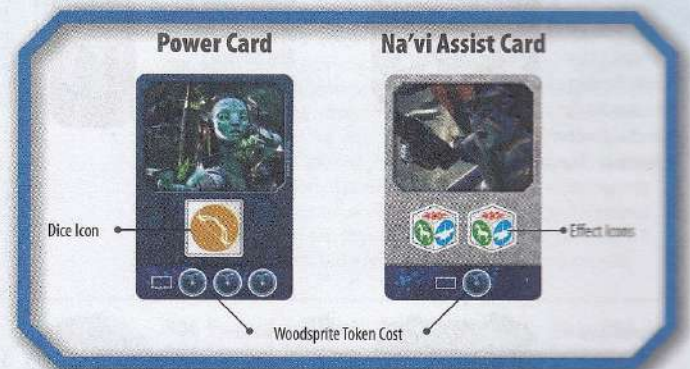 Power Card
Na'vi Assist Card
Dice Icon
Effect Icons
Woodsprite Token Cost